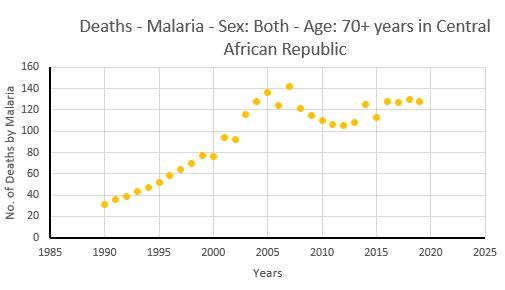 Deaths - Malaria - Sex: Both - Age: 70+ years in Central
African Republic
No. of Deaths by Malaria
160
140
120
100
80
60
40
20
0
1985 1990 1995 2000 2005 2010 2015 2020 2025
Years